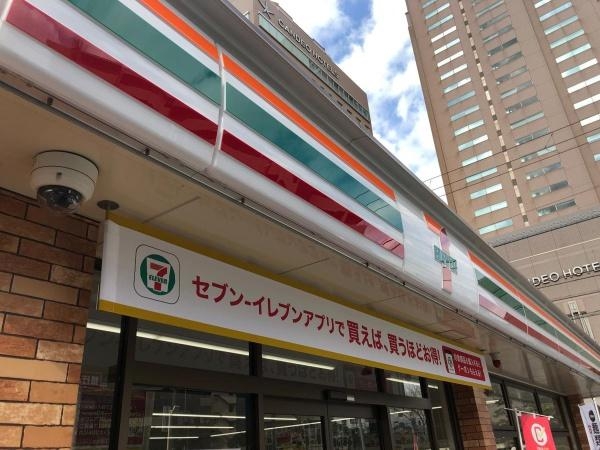 CANDEO HOTELS
DEO HOTEL
7
ELEVEN
セブン-イレブンアプリで 買えば、買うほどお得!
C